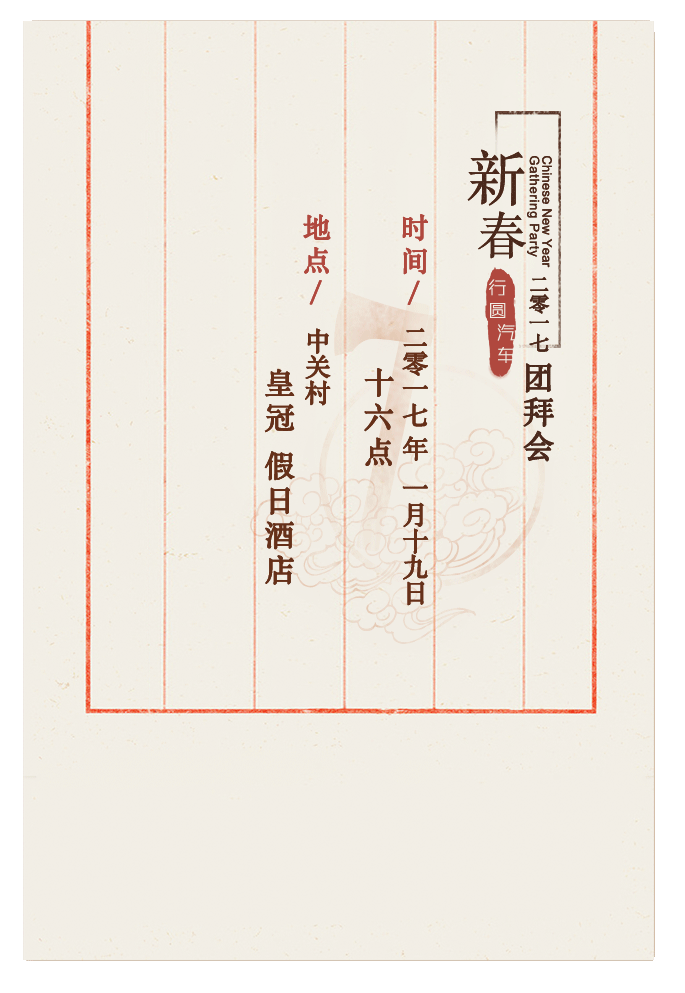 Chinese New Year
Gathering Party
二零一七
团拜会
新春
行圆汽车
时间/二零一七年一月十九日
十六点
地点/中关村
皇冠 假日酒店